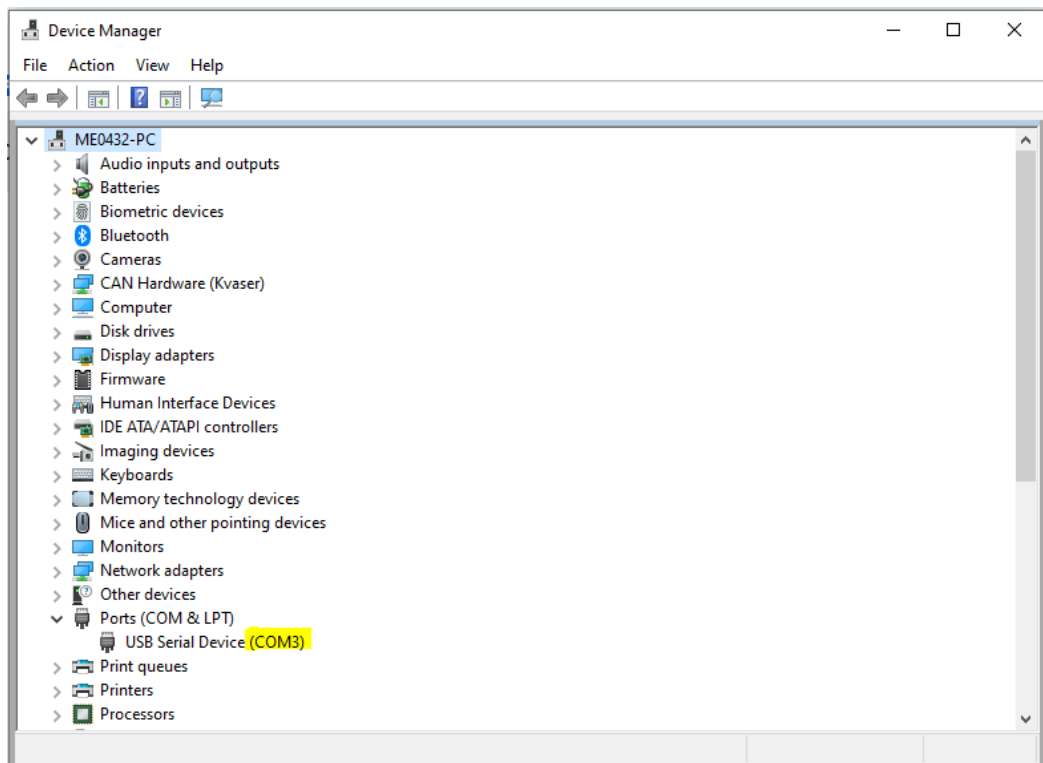 Device Manager
File Action View Help
ME0432-PC
Audio inputs and outputs
Batteries
Biometric devices
Bluetooth
Cameras
CAN Hardware (Kvaser)
Computer
Disk drives
Display adapters
Firmware
Human Interface Devices
IDE ATA/ATAPI controllers
Imaging devices
Keyboards
Memory technology devices
Mice and other pointing devices
Monitors
Network adapters
Other devices
Ports (COM & LPT)
USB Serial Device (COM3)
Print queues
Printers
Processors